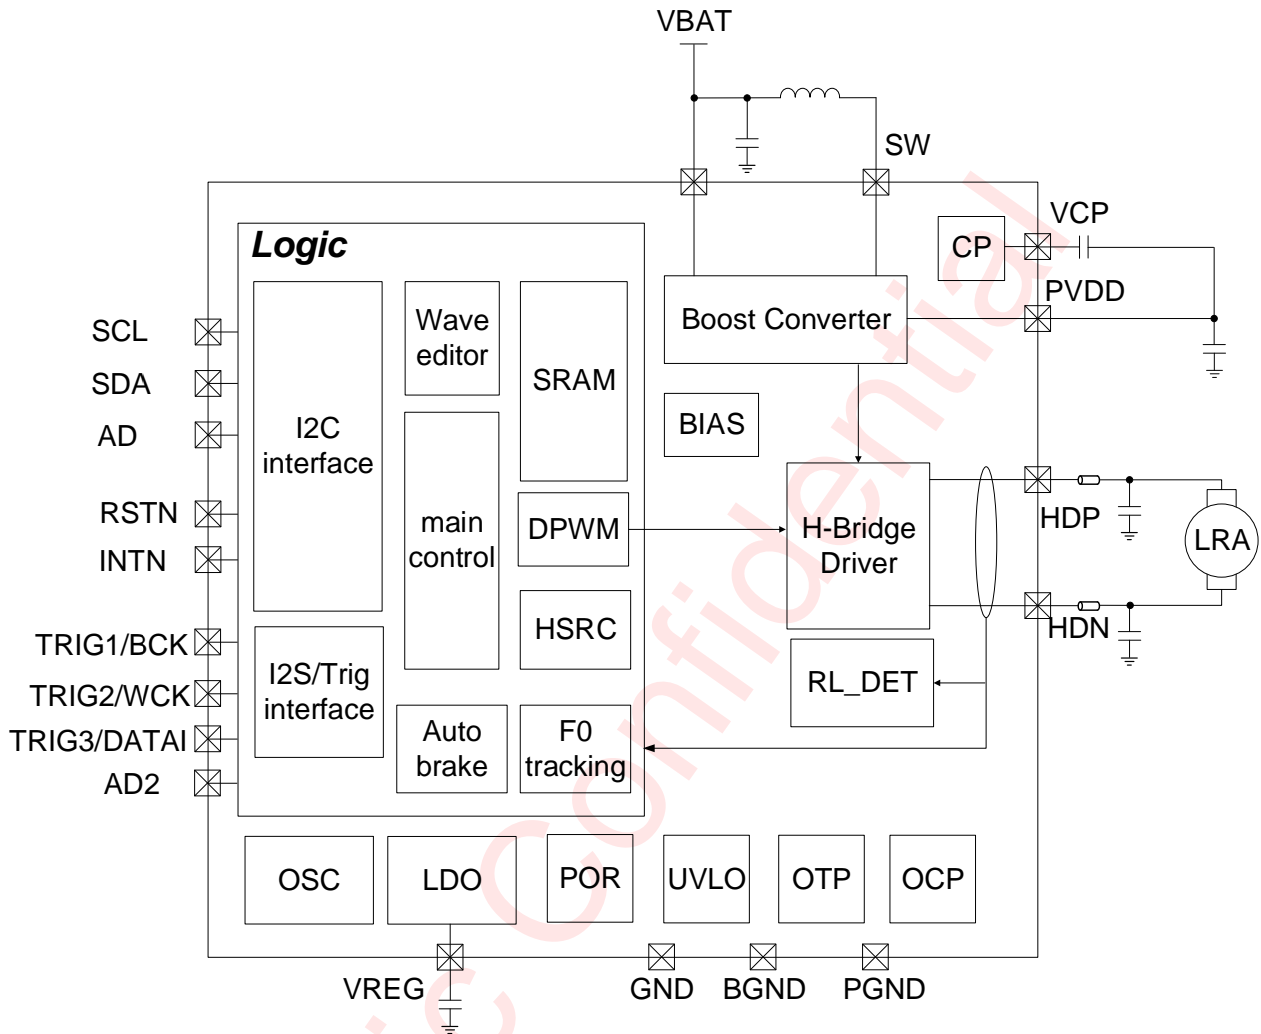 VBAT
SW
VCP
CP
PVDD
Logic
Wave
editor
SRAM
Boost Converter
SCL
SDA
AD
I2C
interface
BIAS
RSTN
INTN
main
control
DPWM
H-Bridge
Driver
HDP
LRA
HDN
HSRC
TRIG1/BCK
TRIG2/WCK
TRIG3/DATAI
AD2
I2S/Trig
interface
RL_DET
Auto
brake
F0
tracking
OSC
LDO
POR
UVLO
OTP
OCP
VREG
GND
BGND
PGND
Confidential